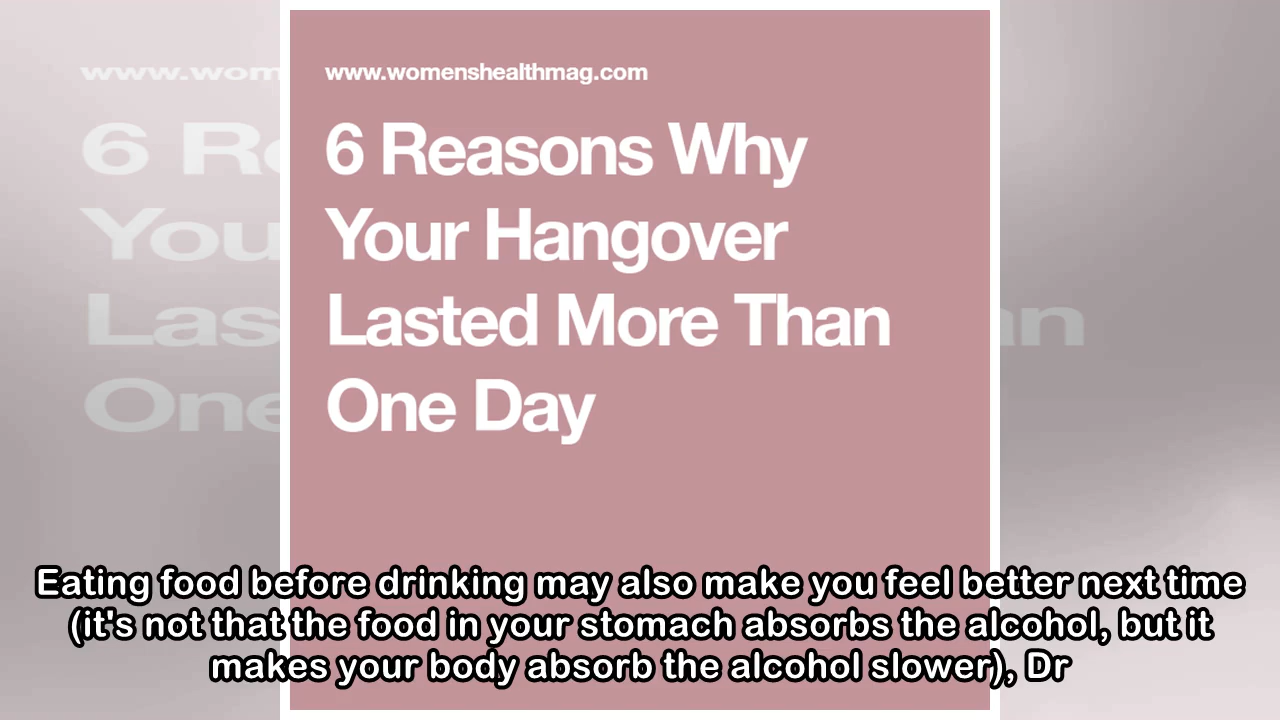 www.womenshealthmag.com
6 Reasons Why
Your Hangover
Lasted More Than
One Day
Eating food before drinking may also make you feel better next time
(it's not that the food in your stomach absorbs the alcohol, but it
makes your body absorb the alcohol slower), Dr